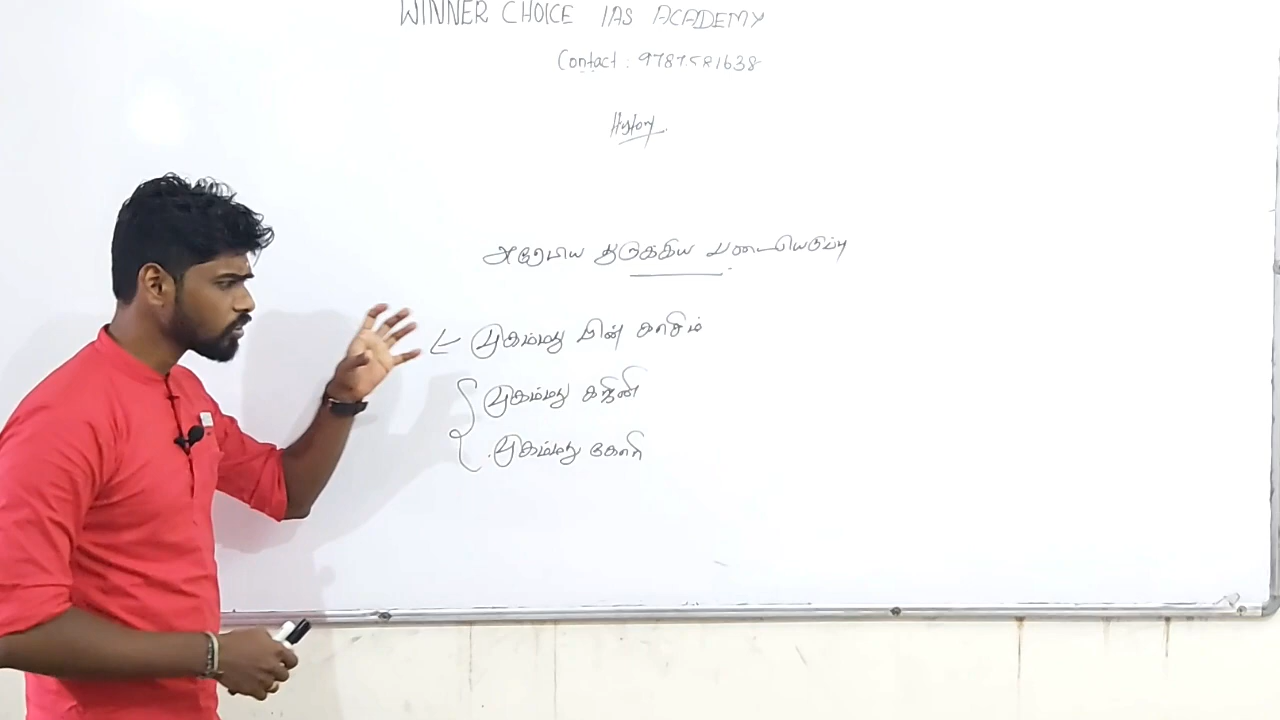 WINNER CHOICE IAS ACADEMY
Contact : 9787581638
History
அரேபிய துருக்கிய படையெடுப்பு
முகம்மது பின் காசிம்
முகம்மது கஜினி
முகம்மது கோரி